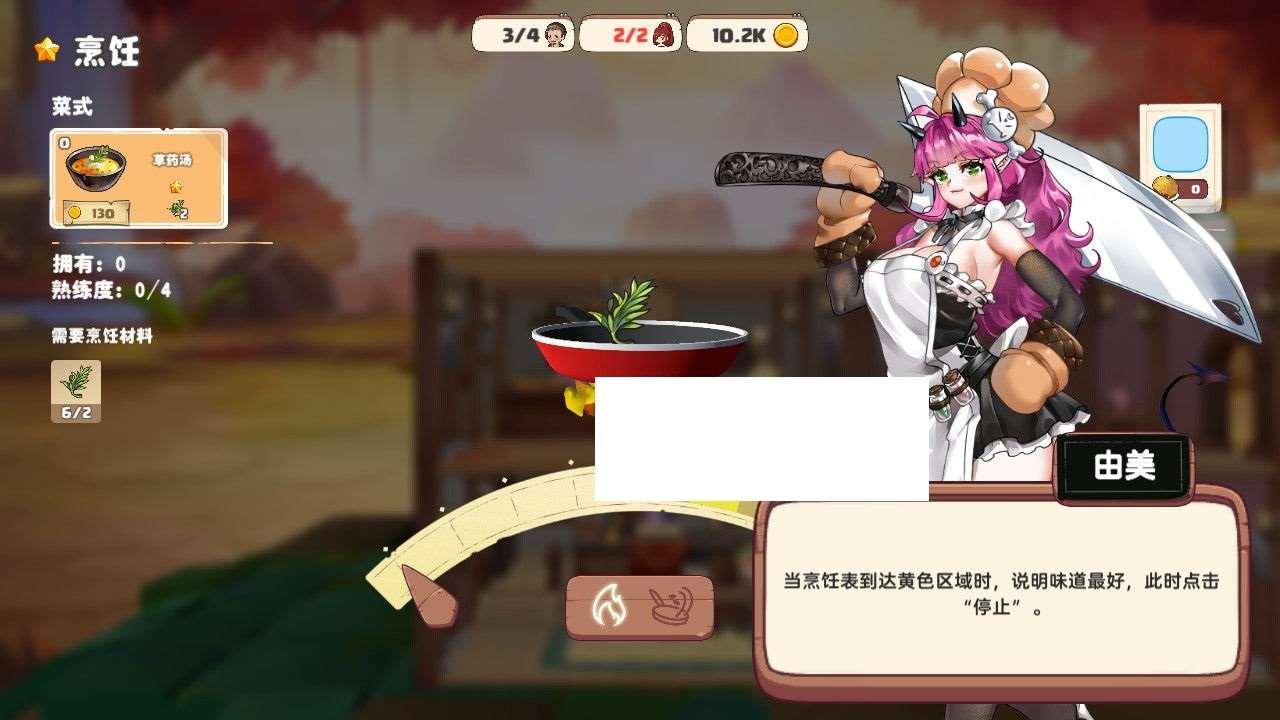 烹饪
3/4
2/2
10.2K
菜式
0
草药汤
130
2
拥有：0
熟练度：0/4
需要烹饪材料
6/2
0
由美
当烹饪表到达黄色区域时，说明味道最好，此时点击
“停止”。